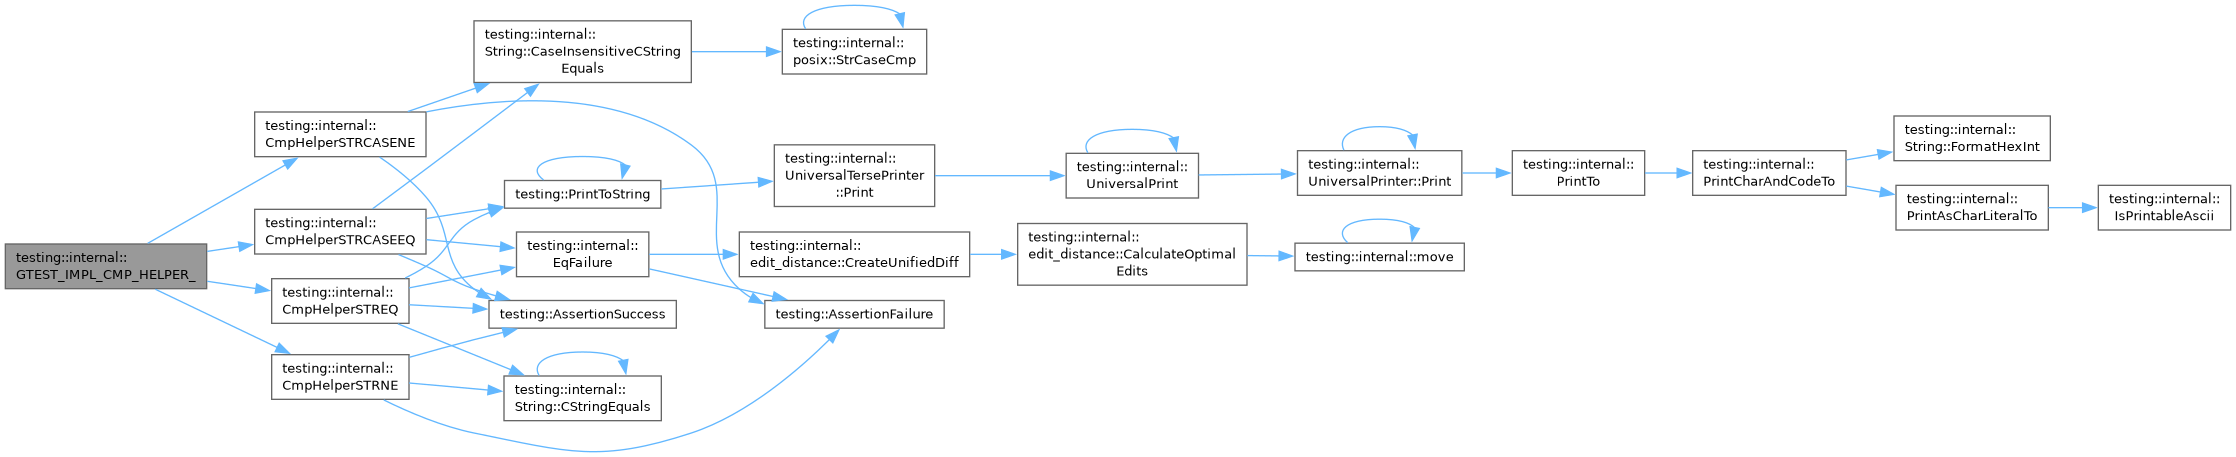 testing::internal::
GTEST_IMPL_CMP_HELPER_
testing::internal::
CmpHelperSTRCASENE
testing::internal::
String::CaseInsensitiveCString
Equals
testing::internal::
posix::StrCaseCmp
testing::internal::
CmpHelperSTRCASEEQ
testing::PrintToString
testing::internal::
UniversalTersePrinter
::Print
testing::internal::
UniversalPrint
testing::internal::
UniversalPrinter::Print
testing::internal::
PrintTo
testing::internal::
PrintCharAndCodeTo
testing::internal::
String::FormatHexInt
testing::internal::
PrintAsCharLiteralTo
testing::internal::
IsPrintableAscii
testing::internal::
EqFailure
testing::internal::
edit_distance::CreateUnifiedDiff
testing::internal::
edit_distance::CalculateOptimal
Edits
testing::internal::move
testing::internal::
CmpHelperSTREQ
testing::AssertionSuccess
testing::AssertionFailure
testing::internal::
CmpHelperSTRNE
testing::internal::
String::CStringEquals